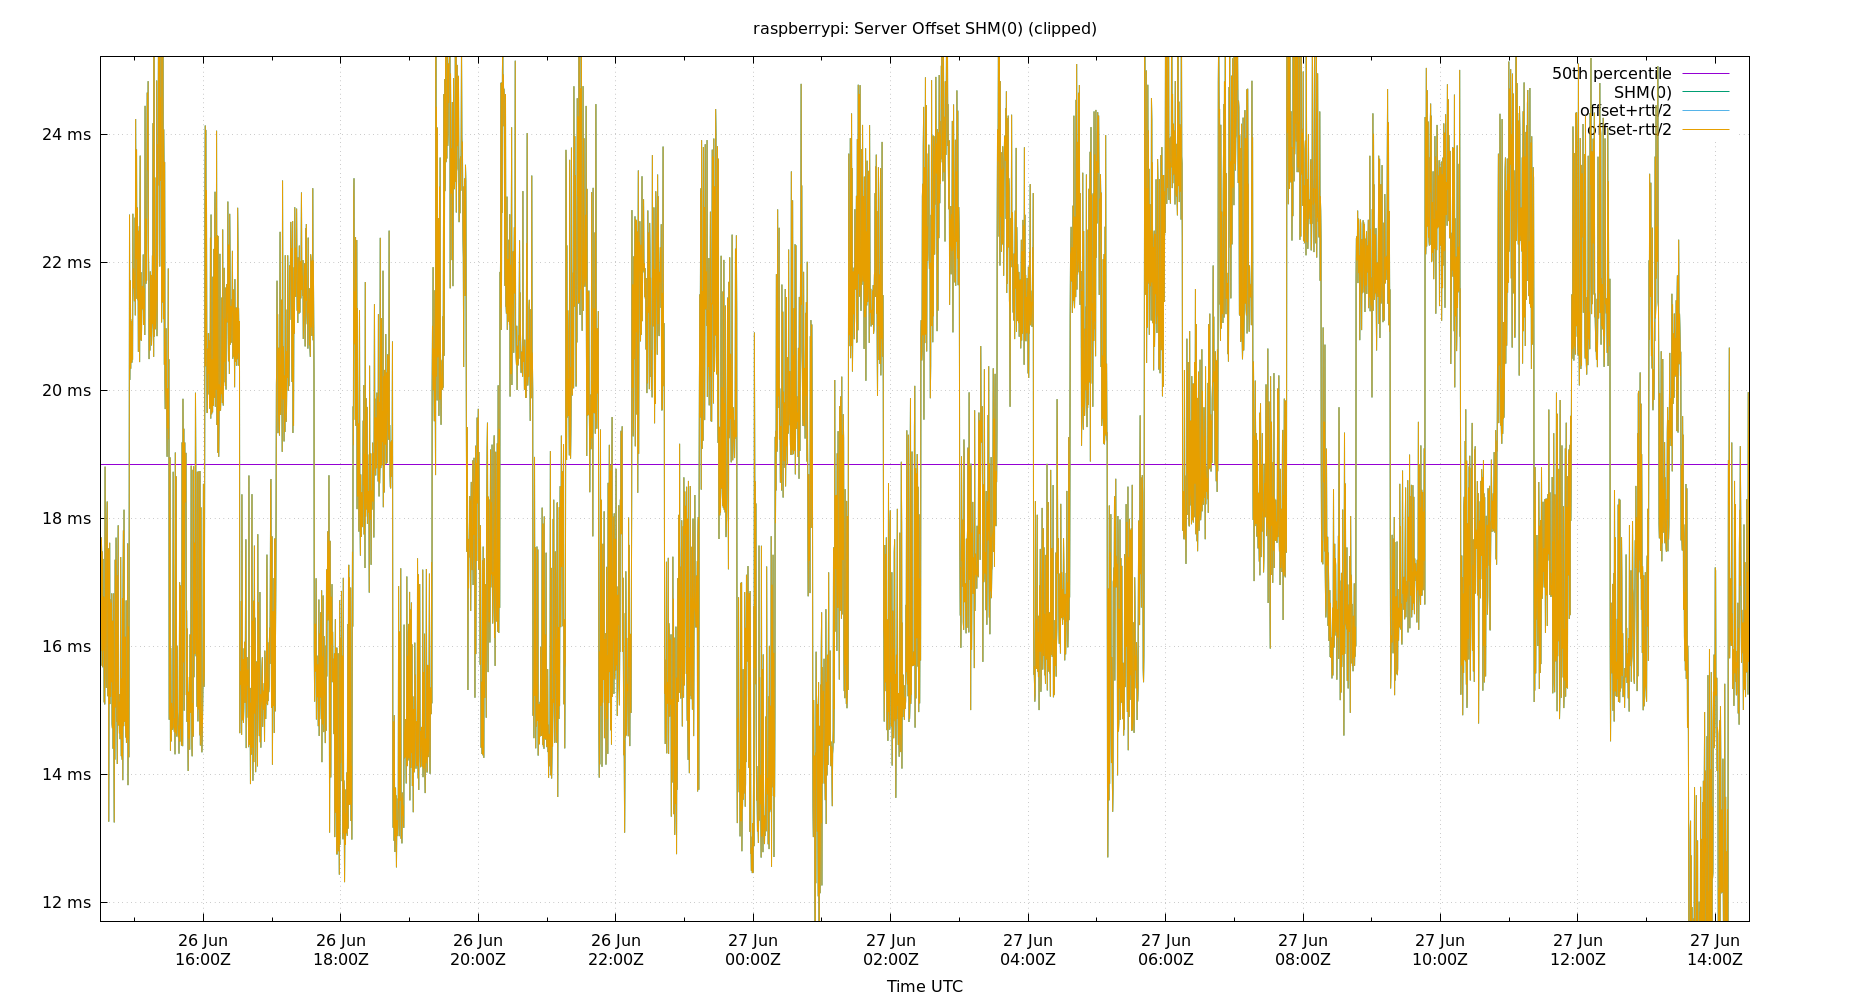 raspberrypi: Server Offset SHM(0) (clipped)
50th percentile
SHM(0)
offset+rtt/2
offset-rtt/2
24 ms
22 ms
20 ms
18 ms
16 ms
14 ms
12 ms
26 Jun 26 Jun 26 Jun 26 Jun 27 Jun 27 Jun 27 Jun 27 Jun 27 Jun 27 Jun 27 Jun 27 Jun
16:00Z 18:00Z 20:00Z 22:00Z 00:00Z 02:00Z 04:00Z 06:00Z 08:00Z 10:00Z 12:00Z 14:00Z
Time UTC